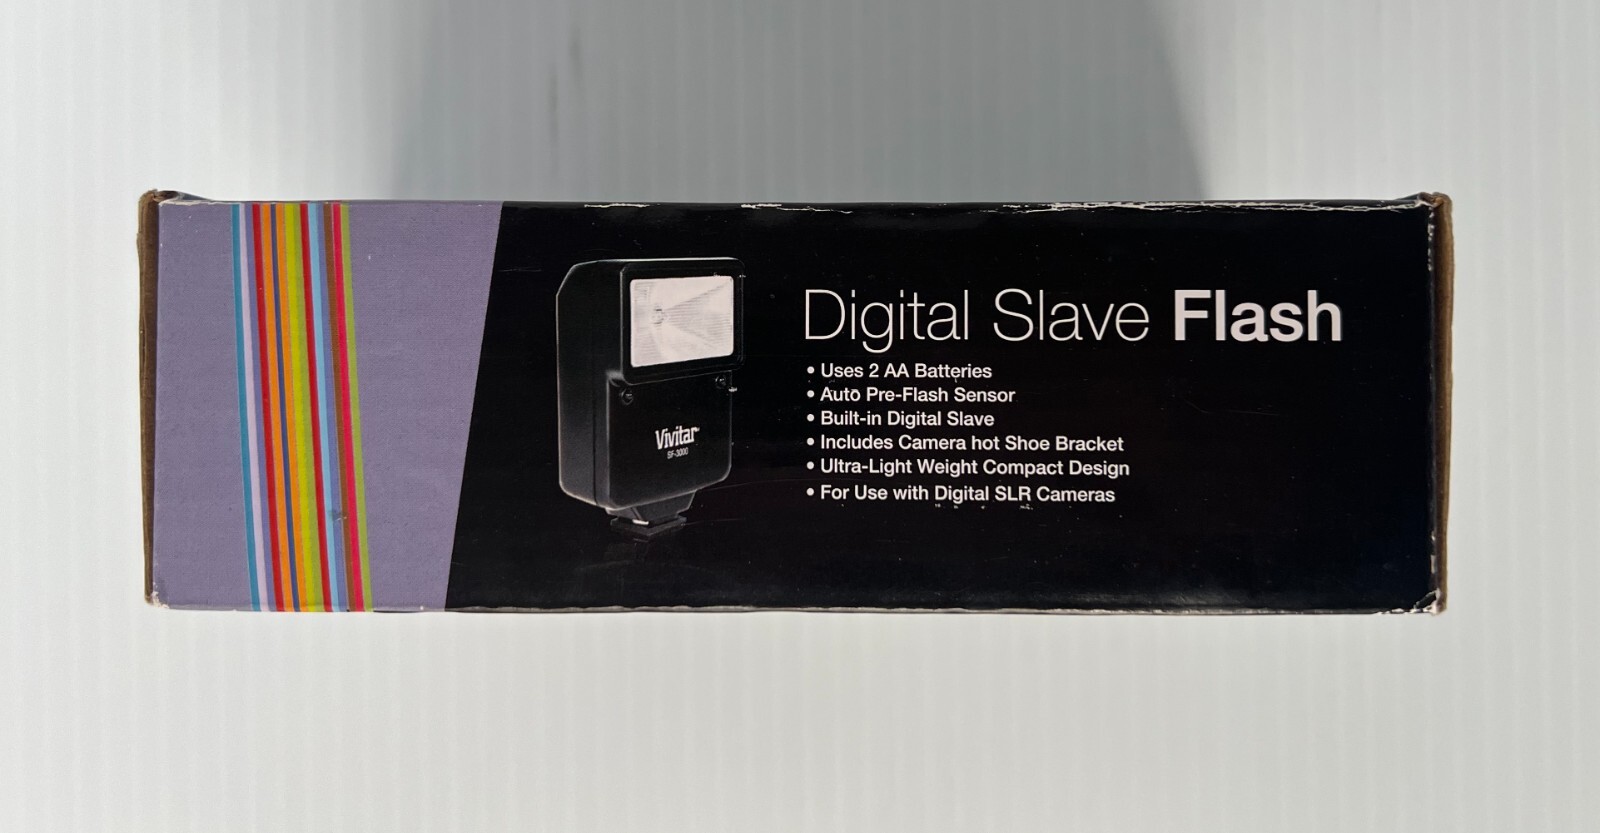 Digital Slave Flash
• Uses 2 AA Batteries
• Auto Pre-Flash Sensor
• Built-in Digital Slave
• Includes Camera hot Shoe Bracket
• Ultra-Light Weight Compact Design
• For Use with Digital SLR Cameras
Vivitar
SF-3000